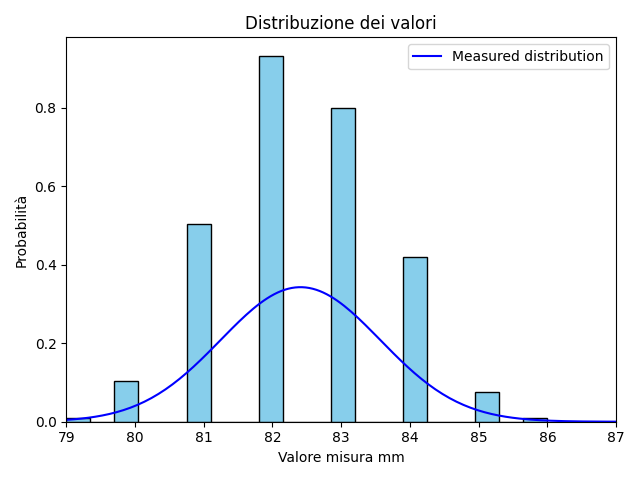 Distribuzione dei valori
Measured distribution
Probabilità
0.8
0.6
0.4
0.2
0.0
79 80 81 82 83 84 85 86 87
Valore misura mm